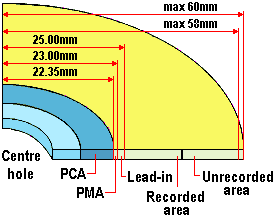 max 60mm
max 58mm
25.00mm
23.00mm
22.35mm
Centre
hole
PCA
PMA
Lead-in
Recorded
area
Unrecorded
area